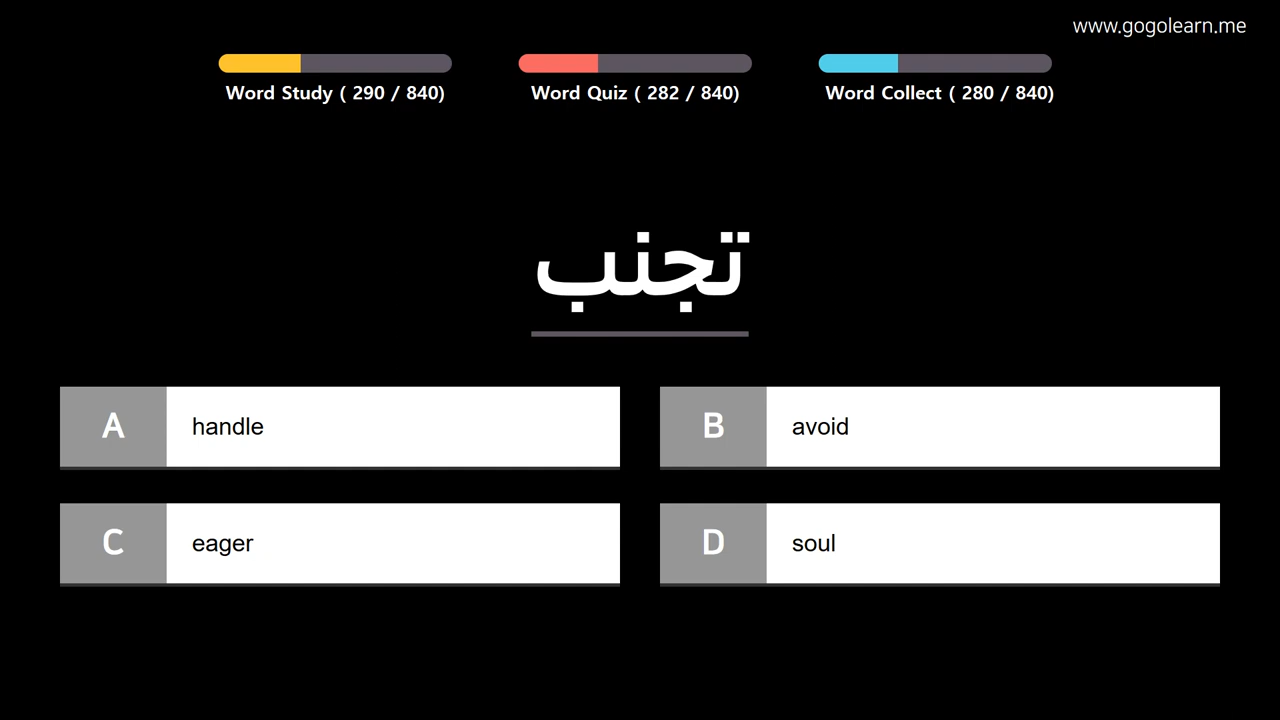 www.gogolearn.me
Word Study ( 290 / 840)
Word Quiz ( 282 / 840)
Word Collect ( 280 / 840)
تجنب
A handle
B avoid
C eager
D soul